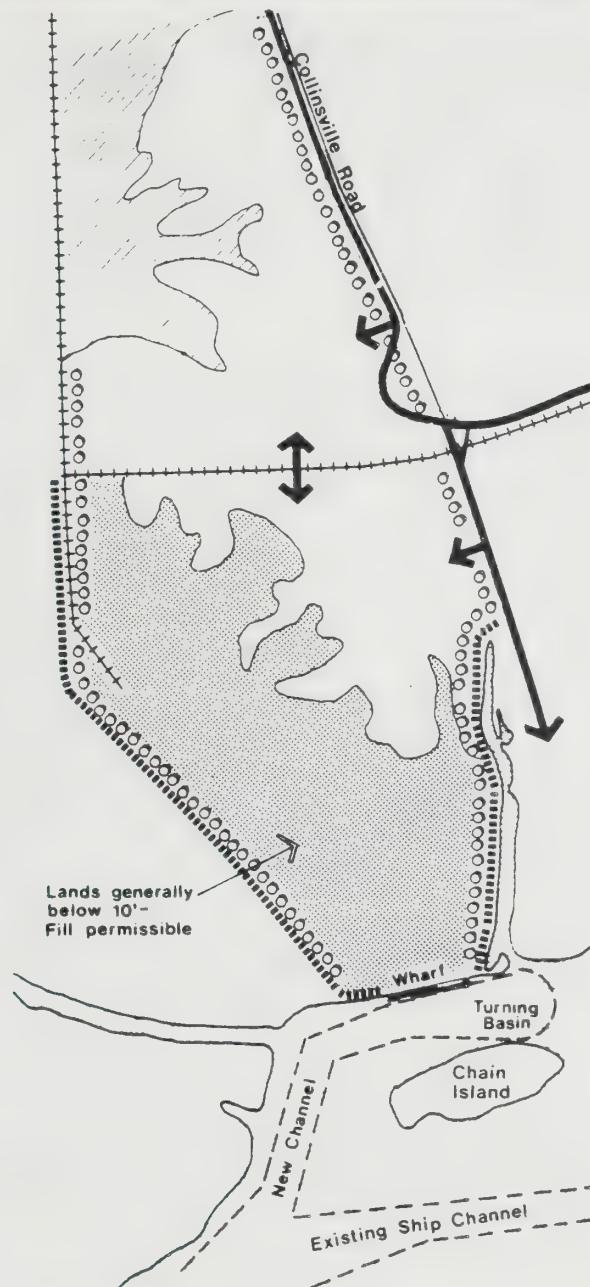 Collinsville Road
Lands generally
below 10'-
Fill permissible
Wharf
Turning
Basin
Chain
Island
New Channel
Existing Ship Channel